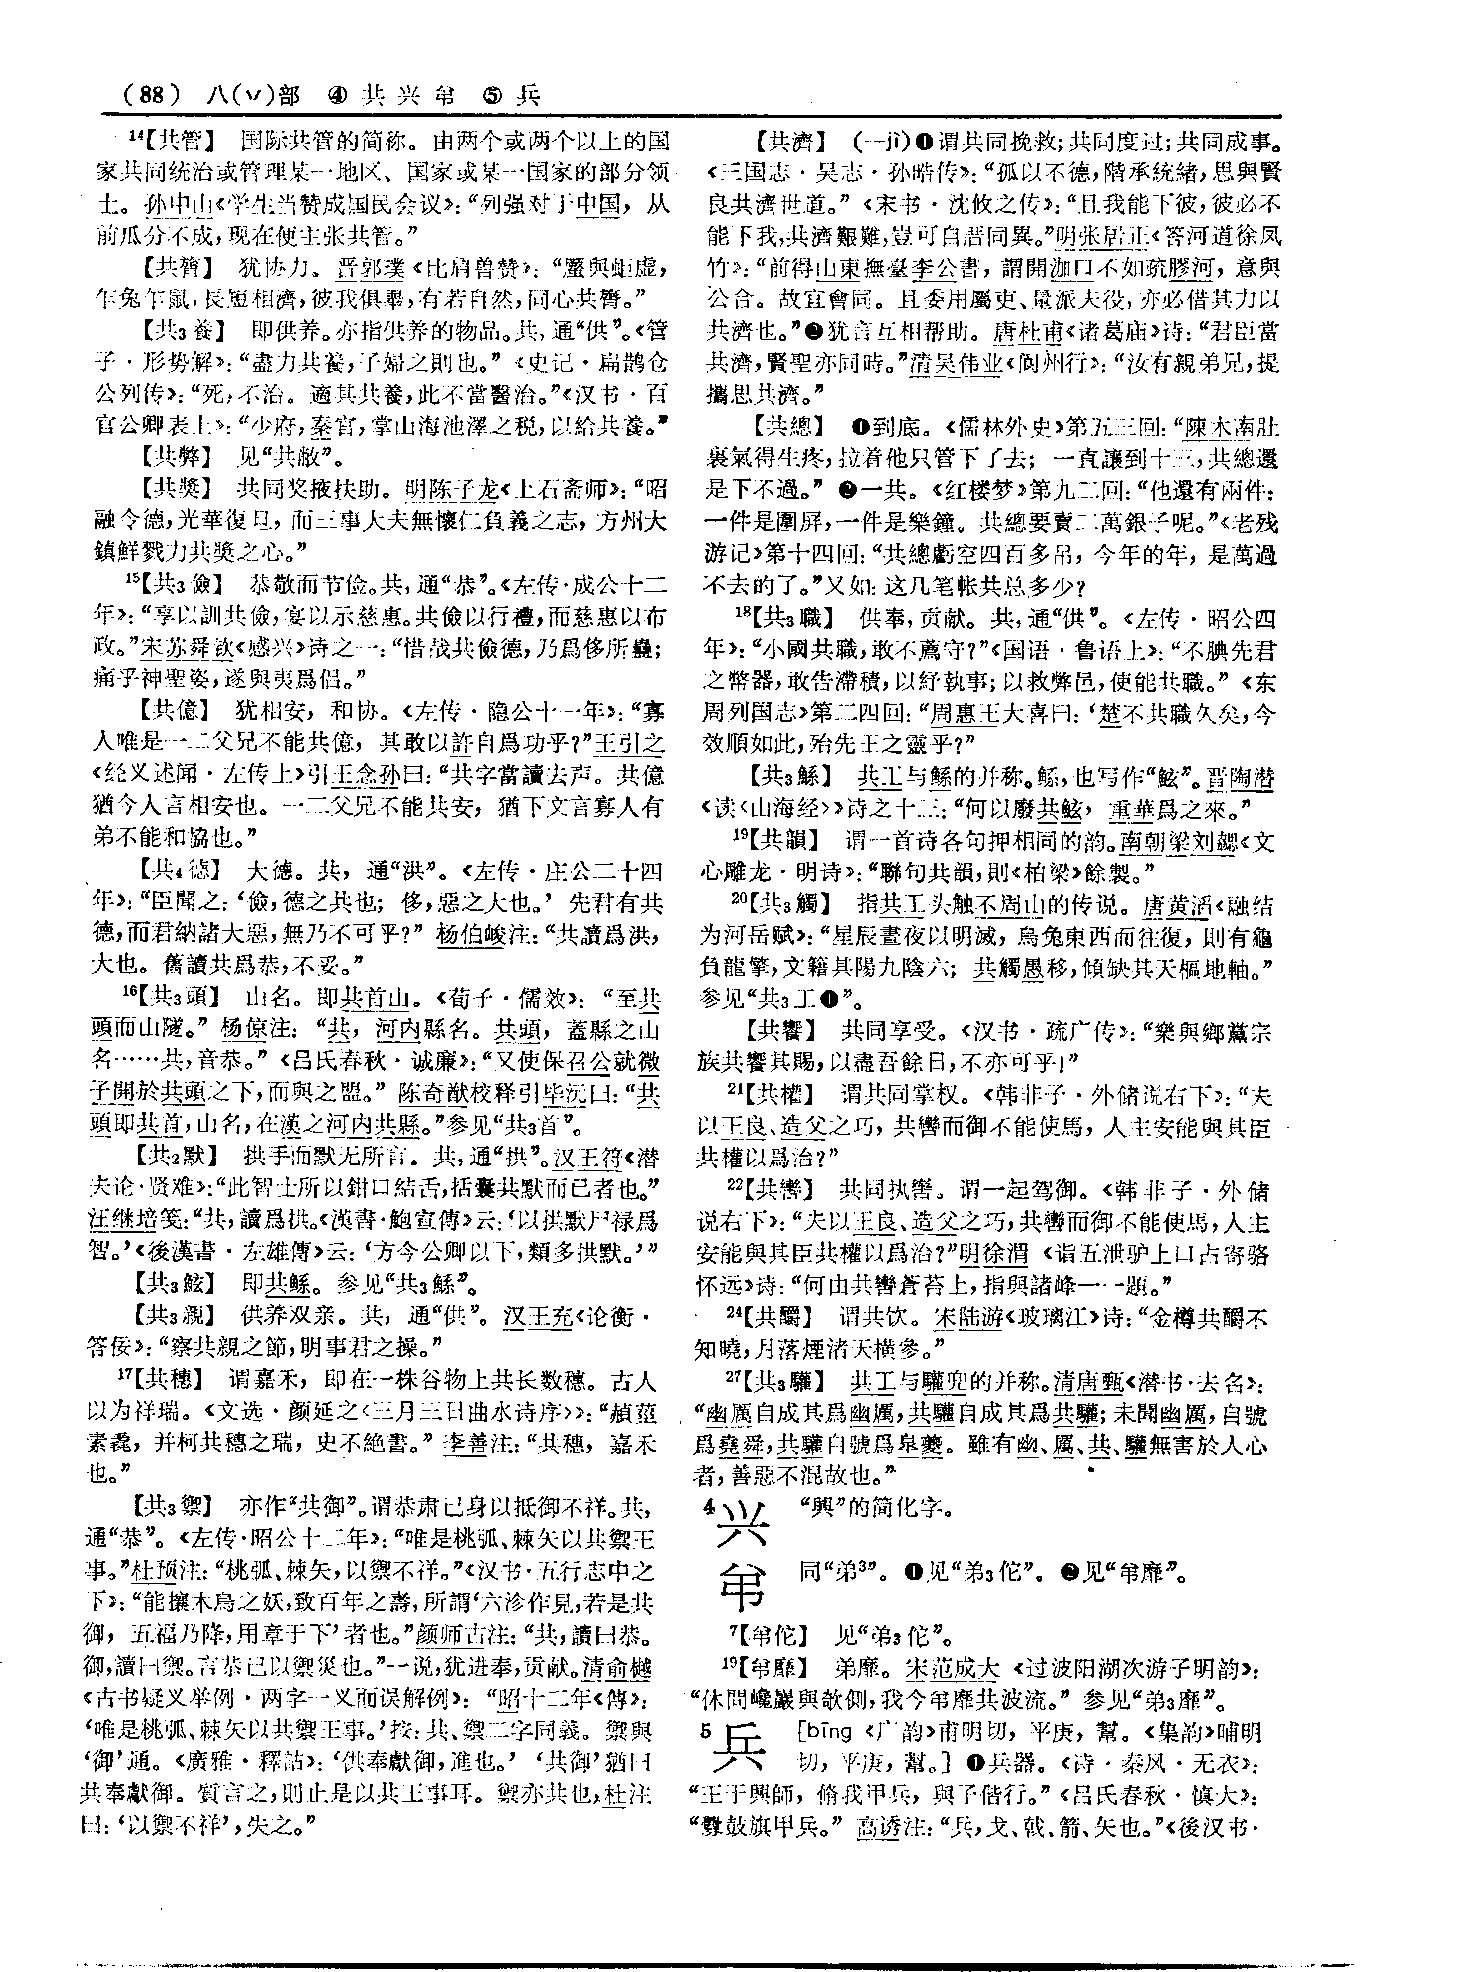 (88) 八(丷)部 ④ 共 兴 𢎨 ⑤ 兵
14【共管】 国际共管的简称。由两个或两个以上的国
家共同统治或管理某一地区、国家或某一国家的部分领
土。孙中山《学生当赞成国民会议》：“列强对于中国，从
前瓜分不成，现在便主张共管。”
【共膂】 犹协力。晋郭璞《比肩兽赞》：“蟨與蚷虚，
乍兔乍鼠，長短相濟，彼我俱舉，有若自然，同心共膂。”
【共3養】 即供养。亦指供养的物品。共，通“供”。《管
子·形势解》：“盡力共養，子婦之則也。”《史记·扁鹊仓
公列传》：“死，不治。適其共養，此不當醫治。”《汉书·百
官公卿表上》：“少府，秦官，掌山海池澤之税，以給共養。”
【共弊】 见“共敝”。
【共獎】 共同奖掖扶助。明陈子龙《上石斋师》：“昭
融令德，光華復旦，而三事大夫無懷仁負義之志，方州大
鎮鮮戮力共獎之心。”
15【共3儉】 恭敬而节俭。共，通“恭”。《左传·成公十二
年》：“享以訓共儉，宴以示慈惠。共儉以行禮，而慈惠以布
政。”宋苏舜钦《感兴》诗之一：“惜哉共儉德，乃爲侈所蠱；
痛乎神聖姿，遂與夷爲侣。”
【共億】 犹相安，和协。《左传·隐公十一年》：“寡
人唯是一二父兄不能共億，其敢以許自爲功乎？”王引之
《经义述闻·左传上》引王念孙曰：“共字當讀去声。共億
猶今人言相安也。一二父兄不能共安，猶下文言寡人有
弟不能和協也。”
【共4德】 大德。共，通“洪”。《左传·庄公二十四
年》：“臣聞之：‘儉，德之共也；侈，惡之大也。’先君有共
德，而君納諸大惡，無乃不可乎？”杨伯峻注：“共讀爲洪，
大也。舊讀共爲恭，不妥。”
16【共3頭】 山名。即共首山。《荀子·儒效》：“至共
頭而山隧。”杨倞注：“共，河内縣名。共頭，蓋縣之山
名……共，音恭。”《吕氏春秋·诚廉》：“又使保召公就微
子開於共頭之下，而與之盟。”陈奇猷校释引毕沅曰：“共
頭即共首，山名，在漢之河内共縣。”参见“共3首”。
【共2默】 拱手而默无所言。共，通“拱”。汉王符《潜
夫论·贤难》：“此智士所以鉗口結舌，括囊共默而已者也。”
汪继培笺：“共，讀爲拱。《漢書·鮑宣傳》云：‘以拱默尸禄爲
智。’《後漢書·左雄傳》云：‘方今公卿以下，類多拱默。’”
【共3鮌】 即共鲧。参见“共3鯀”。
【共3親】 供养双亲。共，通“供”。汉王充《论衡·
答佞》：“察共親之節，明事君之操。”
17【共穗】 谓嘉禾，即在一株谷物上共长数穗。古人
以为祥瑞。《文选·颜延之〈三月三日曲水诗序〉》：“赬莖
素毳，并柯共穗之瑞，史不絶書。”李善注：“共穗，嘉禾
也。”
【共3禦】 亦作“共御”。谓恭肃己身以抵御不祥。共，
通“恭”。《左传·昭公十二年》：“唯是桃弧、棘矢以共禦王
事。”杜预注：“桃弧、棘矢，以禦不祥。”《汉书·五行志中之
下》：“能攘木鳥之妖，致百年之壽，所謂‘六沴作見，若是共
御，五福乃降，用章于下’者也。”颜师古注：“共，讀曰恭。
御，讀曰禦。言恭己以禦災也。”一说，犹进奉，贡献。清俞樾
《古书疑义举例·两字一义而误解例》：“昭十二年《傳》：
‘唯是桃弧、棘矢以共禦王事。’按：共、禦二字同義。禦與
‘御’通。《廣雅·釋詁》：‘供奉獻御，進也。’‘共御’猶曰
共奉獻御。質言之，則止是以共王事耳。禦亦共也，杜注
曰：‘以禦不祥’，失之。”
【共濟】 (—jì)❶谓共同挽救；共同度过；共同成事。
《三国志·吴志·孙晧传》：“孤以不德，階承統緒，思與賢
良共濟世道。”《宋书·沈攸之传》：“且我能下彼，彼必不
能下我，共濟艱難，豈可自㬱同異。”明张居正《答河道徐凤
竹》：“前得山東撫臺李公書，謂開泇口不如疏膠河，意與
公合。故宜會同。且委用屬吏、量派夫役，亦必借其力以
共濟也。”❷犹言互相帮助。唐杜甫《诸葛庙》诗：“君臣當
共濟，賢聖亦同時。”清吴伟业《阆州行》：“汝有親弟兄，提
攜思共濟。”
【共總】 ❶到底。《儒林外史》第五三回：“陳木南肚
裏氣得生疼，拉着他只管下了去；一直讓到十三，共總還
是下不過。”❷一共。《红楼梦》第九二回：“他還有兩件：
一件是圍屏，一件是樂鐘。共總要賣二萬銀子呢。”《老残
游记》第十四回：“共總虧空四百多吊，今年的年，是萬過
不去的了。”又如：这几笔帐共总多少？
18【共3職】 供奉，贡献。共，通“供”。《左传·昭公四
年》：“小國共職，敢不薦守？”《国语·鲁语上》：“不腆先君
之幣器，敢告滯積，以紓執事；以救弊邑，使能共職。”《东
周列国志》第二四回：“周惠王大喜曰：‘楚不共職久矣，今
效順如此，殆先王之靈乎？”
【共3鯀】 共工与鲧的并称。鲧，也写作“鮌”。晋陶潜
《读〈山海经〉》诗之十三：“何以廢共鮌，重華爲之來。”
19【共韻】 谓一首诗各句押相同的韵。南朝梁刘勰《文
心雕龙·明诗》：“聯句共韻，則《柏梁》餘製。”
20【共3觸】 指共工头触不周山的传说。唐黄滔《融结
为河岳赋》：“星辰晝夜以明滅，烏兔東西而往復，則有龜
負龍擎，文籍其陽九陰六；共觸愚移，傾缺其天樞地軸。”
参见“共3工❶”。
【共饗】 共同享受。《汉书·疏广传》：“樂與鄉黨宗
族共饗其賜，以盡吾餘日，不亦可乎！”
21【共權】 谓共同掌权。《韩非子·外储说右下》：“夫
以王良、造父之巧，共轡而御不能使馬，人主安能與其臣
共權以爲治？”
22【共轡】 共同执辔。谓一起驾御。《韩非子·外储
说右下》：“夫以王良、造父之巧，共轡而御不能使馬，人主
安能與其臣共權以爲治？”明徐渭《诣五泄驴上口占寄骆
怀远》诗：“何由共轡蒼苔上，指與諸峰一一題。”
24【共釂】 谓共饮。宋陆游《玻璃江》诗：“金樽共釂不
知曉，月落煙渚天横參。”
27【共3驩】 共工与驩兜的并称。清唐甄《潜书·去名》：
“幽厲自成其爲幽厲，共驩自成其爲共驩；未聞幽厲，自號
爲堯舜，共驩自號爲皋夔。雖有幽、厲、共、驩無害於人心
者，善惡不混故也。”
4 兴 “興”的简化字。
𢎨 同“弟3”。❶见“弟3佗”。❷见“𢎨靡”。
7【𢎨佗】 见“弟3佗”。
19【𢎨靡】 弟靡。宋范成大《过波阳湖次游子明韵》：
“休問巉巖與欹側，我今𢎨靡共波流。”参见“弟3靡”。
5 兵 [bīng《广韵》甫明切，平庚，幫。《集韵》晡明
切，平庚，幫。] ❶兵器。《诗·秦风·无衣》：
“王于興師，脩我甲兵，與子偕行。”《吕氏春秋·慎大》：
“釁鼓旗甲兵。”高诱注：“兵，戈、戟、箭、矢也。”《後汉书·